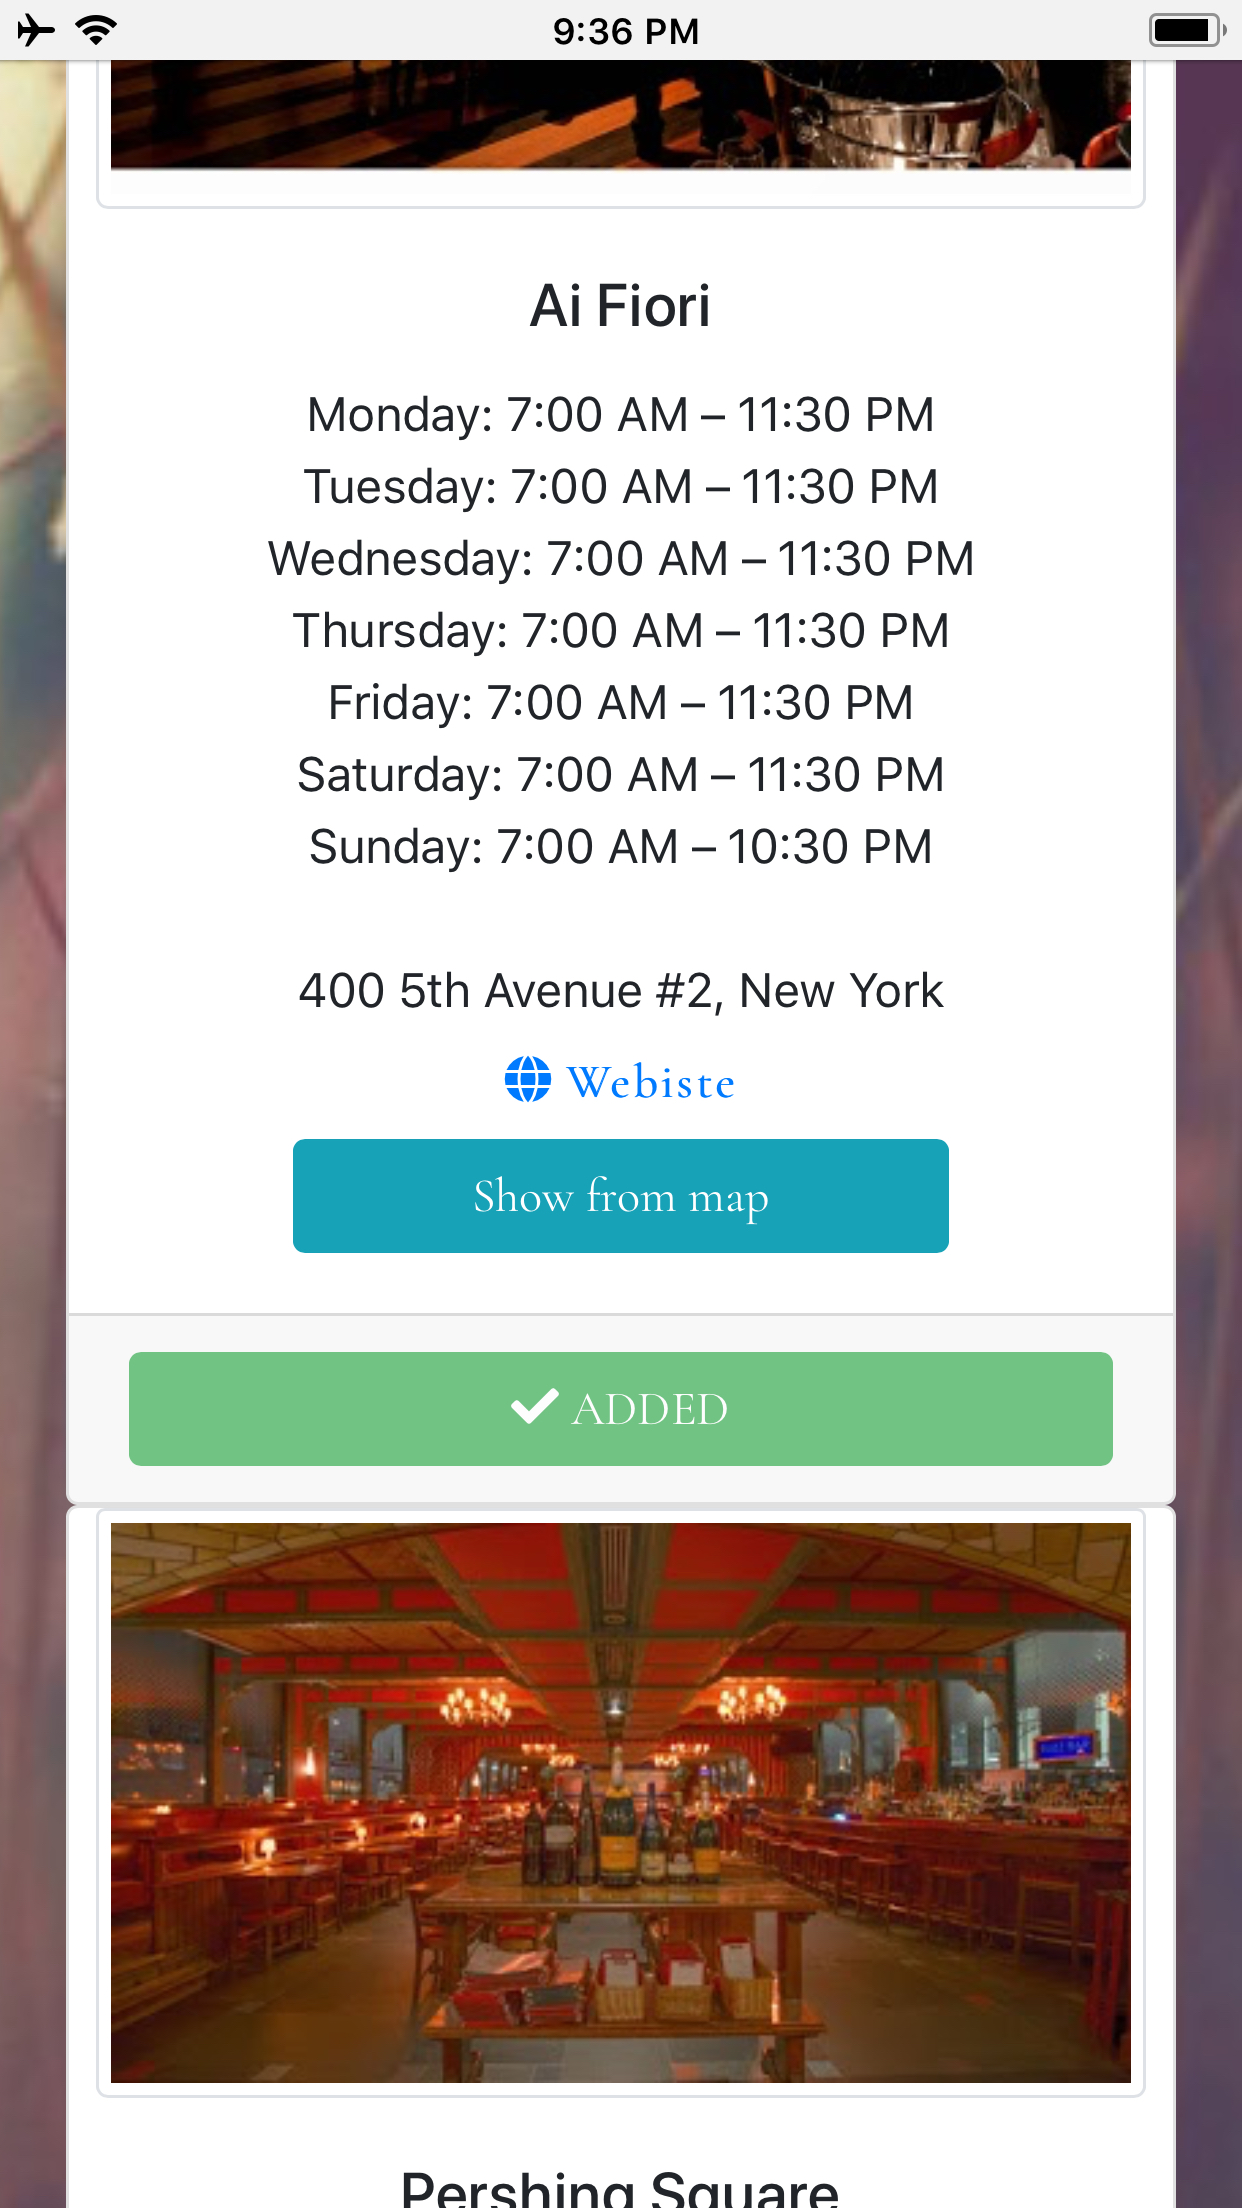 9:36 PM
Ai Fiori
Monday: 7:00 AM – 11:30 PM
Tuesday: 7:00 AM – 11:30 PM
Wednesday: 7:00 AM – 11:30 PM
Thursday: 7:00 AM – 11:30 PM
Friday: 7:00 AM – 11:30 PM
Saturday: 7:00 AM – 11:30 PM
Sunday: 7:00 AM – 10:30 PM
400 5th Avenue #2, New York
Webiste
Show from map
ADDED
Pershing Square